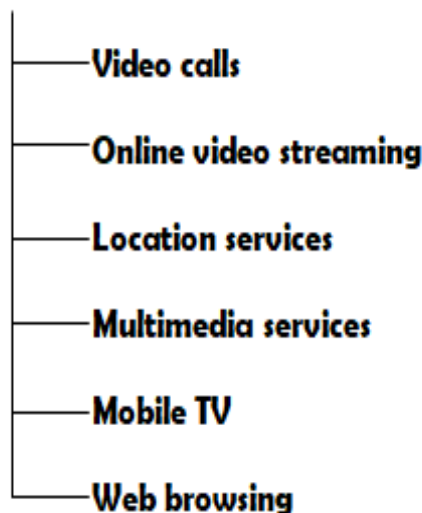 Video calls
Online video streaming
Location services
Multimedia services
Mobile TV
Web browsing